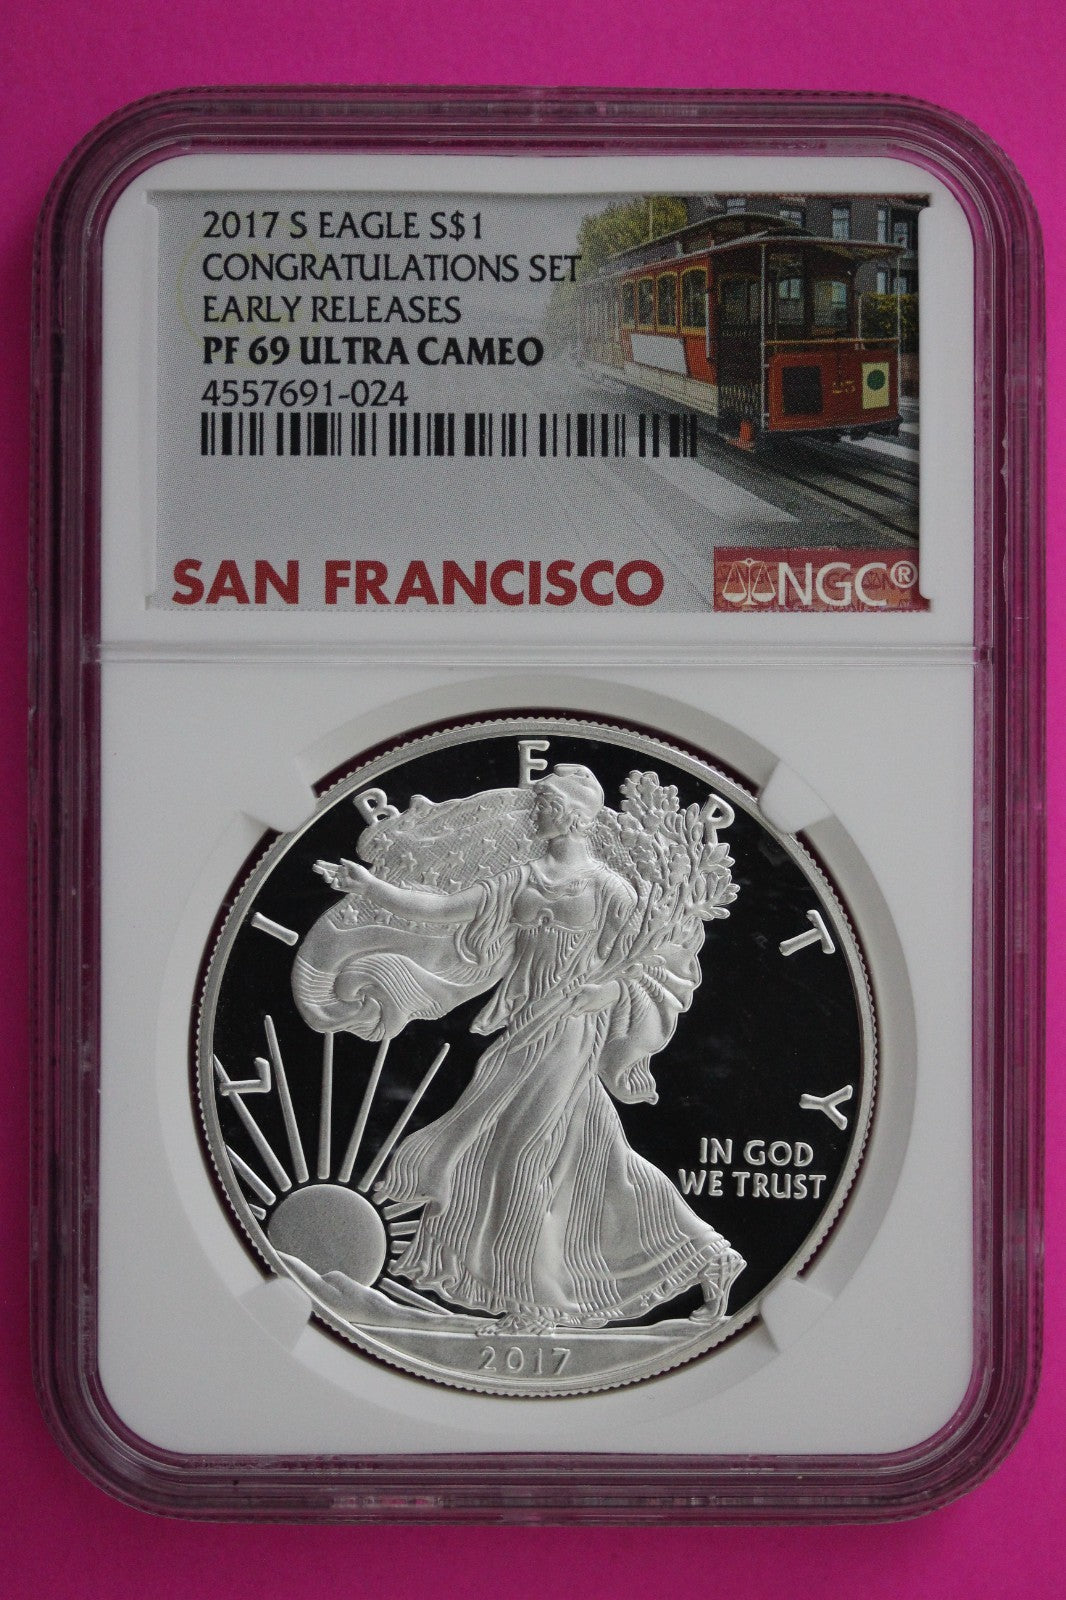 2017 S EAGLE S$1
CONGRATULATIONS SET
EARLY RELEASES
PF 69 ULTRA CAMEO
4557691-024
SAN FRANCISCO
NGC®
LIBERTY
IN GOD
WE TRUST
2017